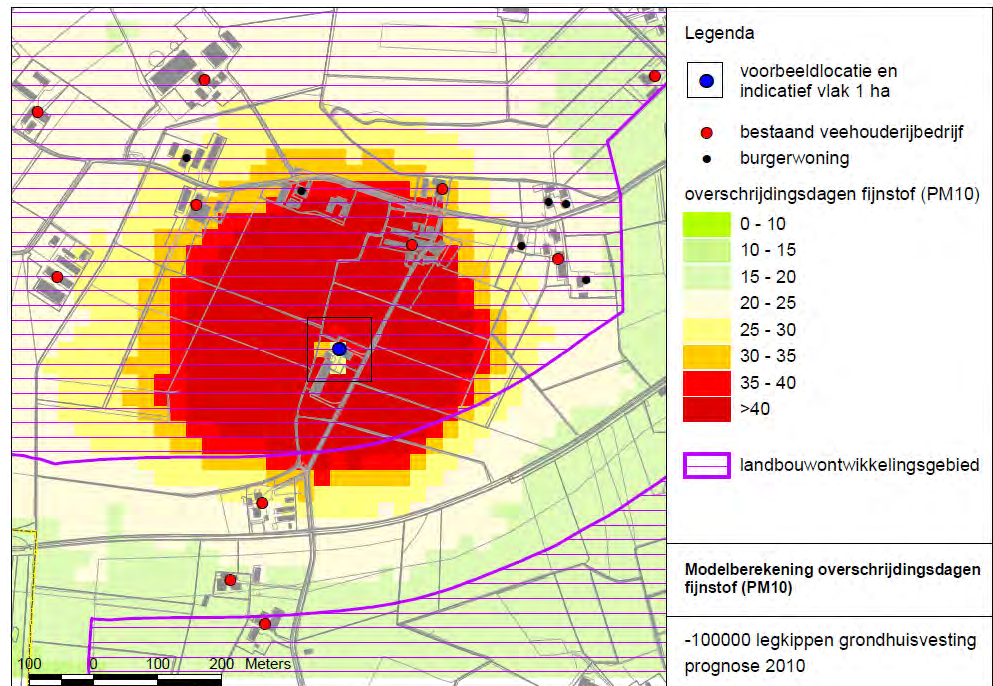 Legenda
voorbeeldlocatie en
indicatief vlak 1 ha
bestaand veehouderijbedrijf
burgerwoning
overschrijdingsdagen fijnstof (PM10)
0 - 10
10 - 15
15 - 20
20 - 25
25 - 30
30 - 35
35 - 40
>40
landbouwontwikkelingsgebied
Modelberekening overschrijdingsdagen
fijnstof (PM10)
-100000 legkippen grondhuisvesting
prognose 2010
100 0 100 200 Meters